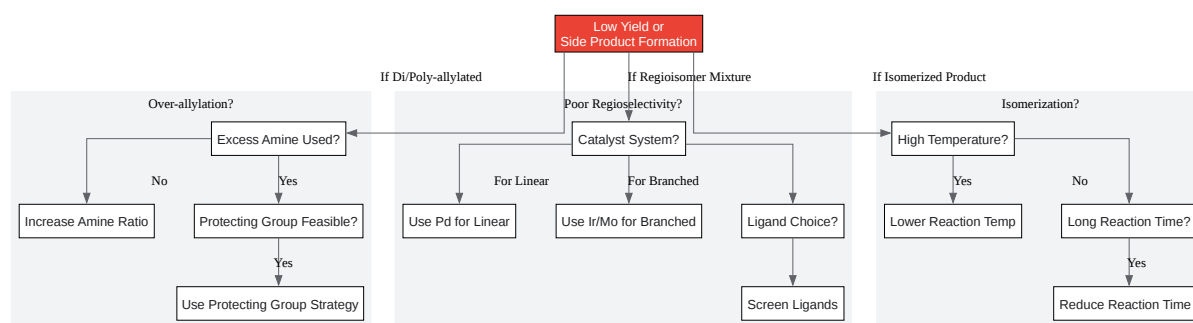 Low Yield or
Side Product Formation
If Di/Poly-allylated
If Regioisomer Mixture
If Isomerized Product
Over-allylation?
Poor Regioselectivity?
Isomerization?
Excess Amine Used?
Catalyst System?
High Temperature?
No
Yes
For Linear
For Branched
Yes
No
Increase Amine Ratio
Protecting Group Feasible?
Use Pd for Linear
Use Ir/Mo for Branched
Ligand Choice?
Lower Reaction Temp
Long Reaction Time?
Yes
Yes
Use Protecting Group Strategy
Screen Ligands
Reduce Reaction Time